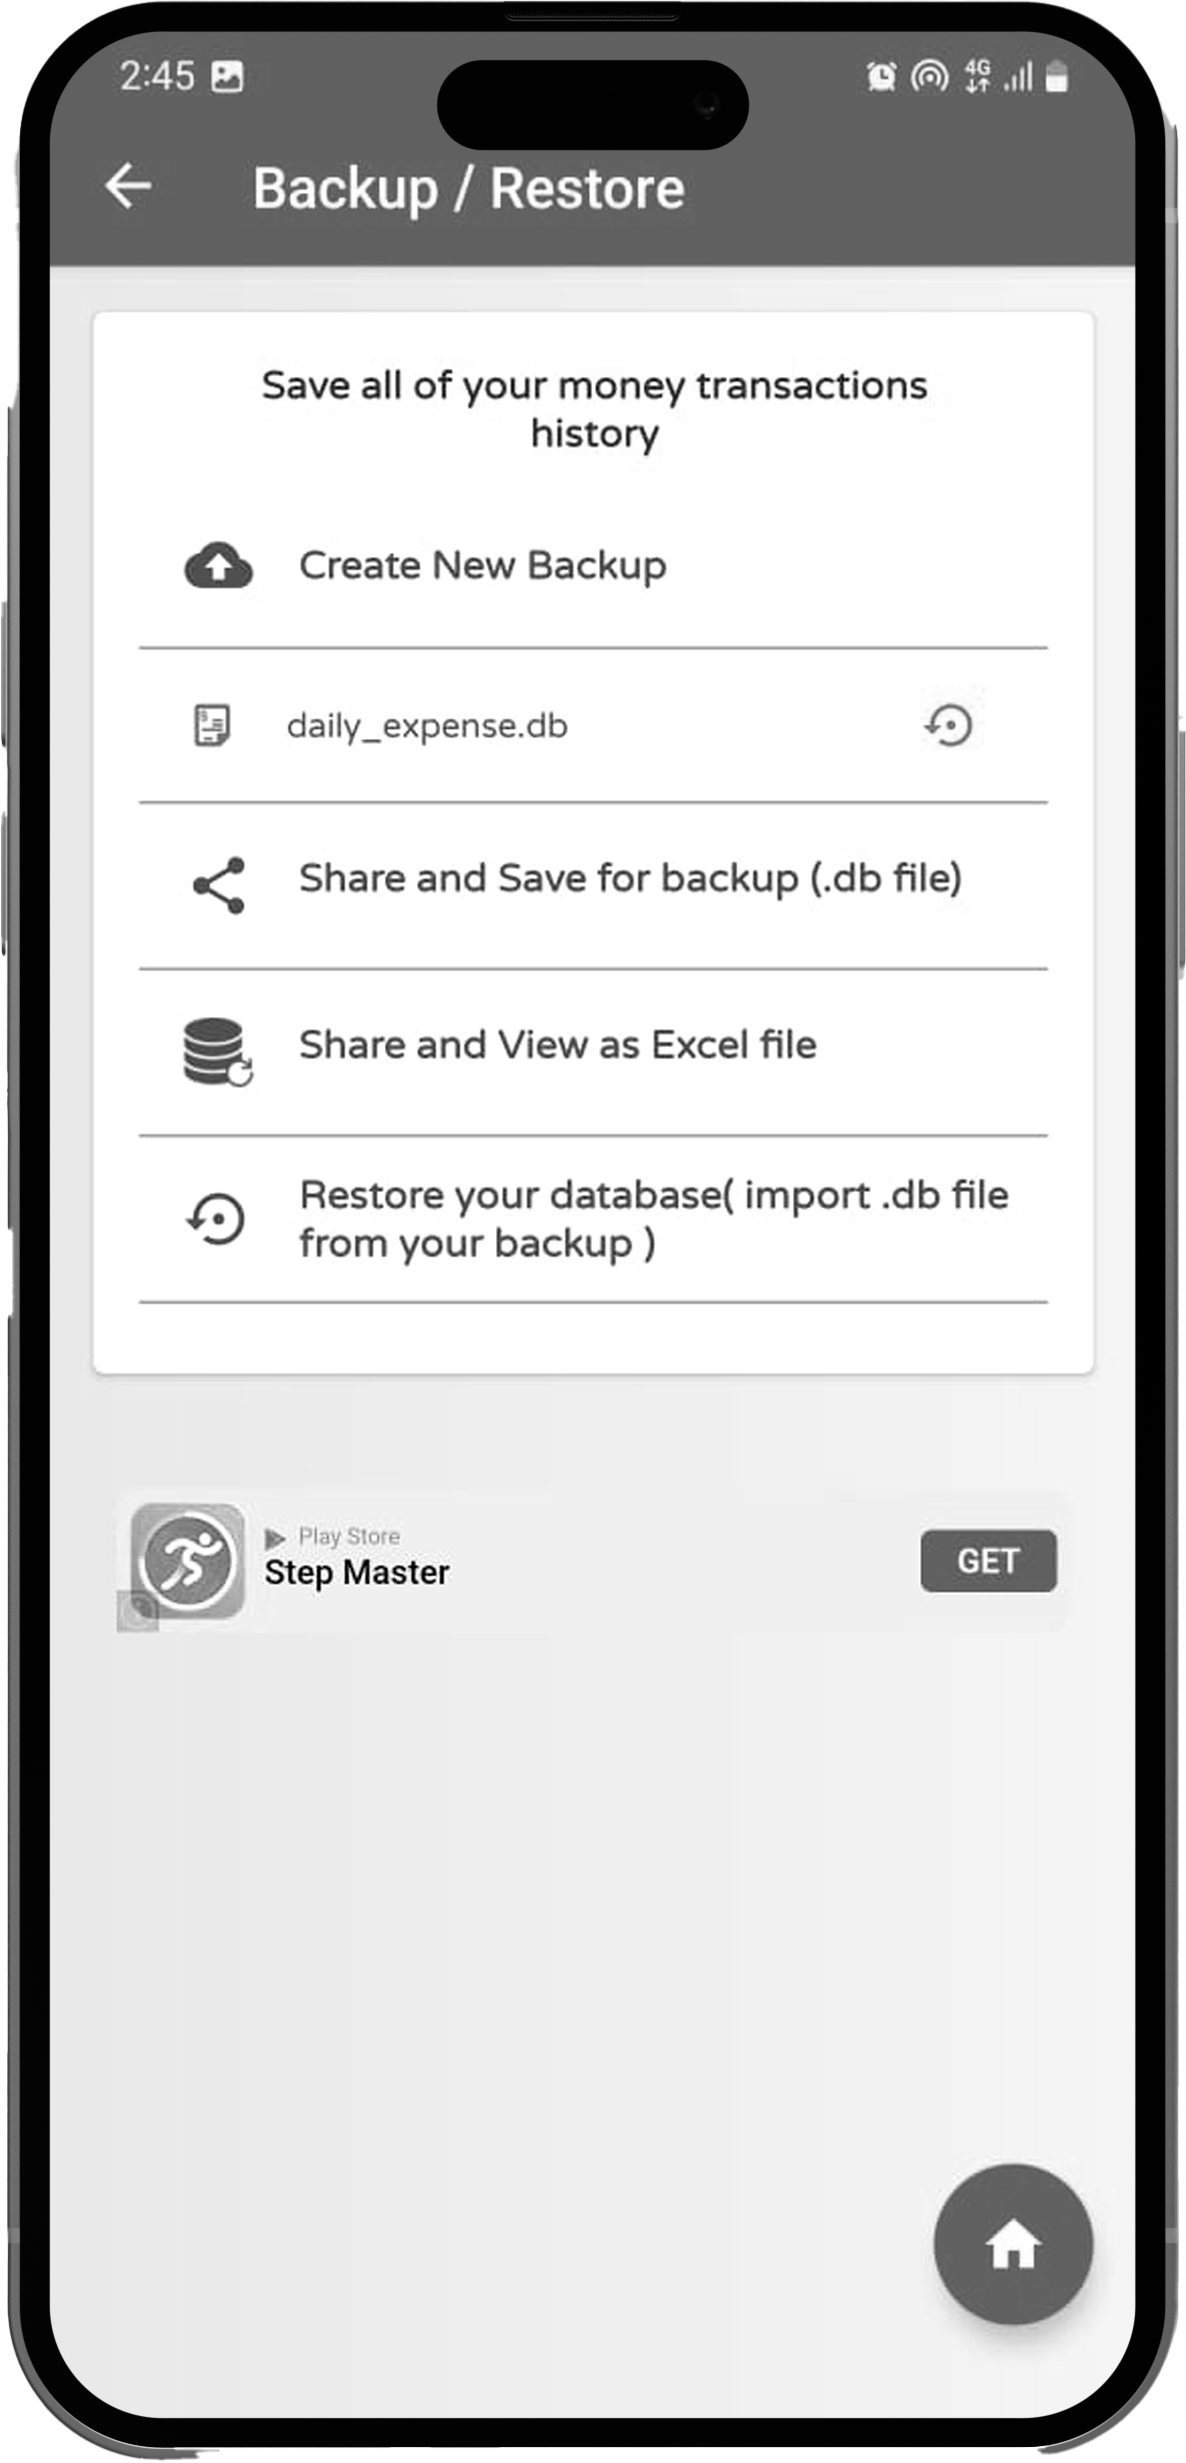 2:45
4G
Backup / Restore
Save all of your money transactions
history
Create New Backup
daily_expense.db
Share and Save for backup (.db file)
Share and View as Excel file
Restore your database( import .db file
from your backup )
Play Store
Step Master
GET